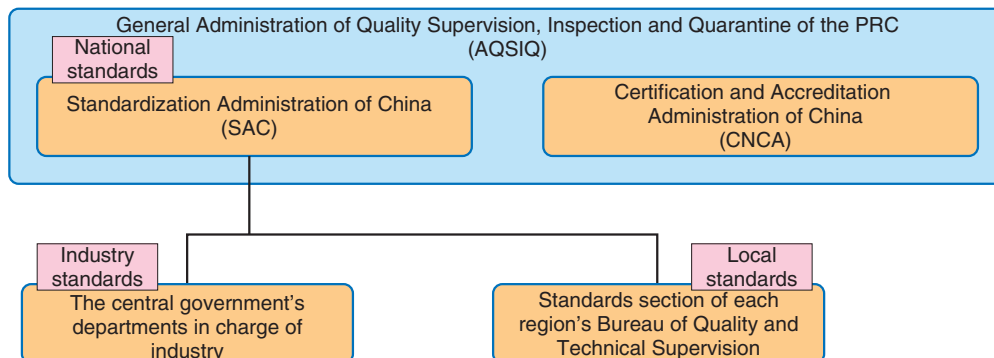 General Administration of Quality Supervision, Inspection and Quarantine of the PRC
(AQSIQ)
National
standards
Standardization Administration of China
(SAC)
Certification and Accreditation
Administration of China
(CNCA)
Industry
standards
The central government’s
departments in charge of
industry
Local
standards
Standards section of each
region’s Bureau of Quality and
Technical Supervision